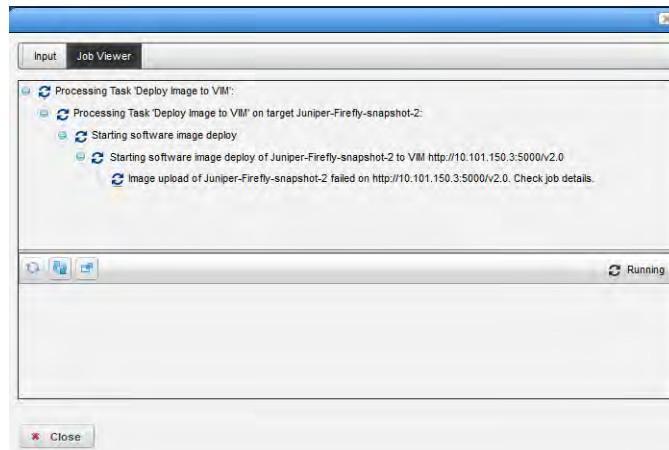 Input Job Viewer
Processing Task 'Deploy Image to VIM':
Processing Task 'Deploy Image to VIM' on target Juniper-Firefly-snapshot-2:
Starting software image deploy
Starting software image deploy of Juniper-Firefly-snapshot-2 to VIM http://10.101.150.3:5000/v2.0
Image upload of Juniper-Firefly-snapshot-2 failed on http://10.101.150.3:5000/v2.0. Check job details.
Running
Close